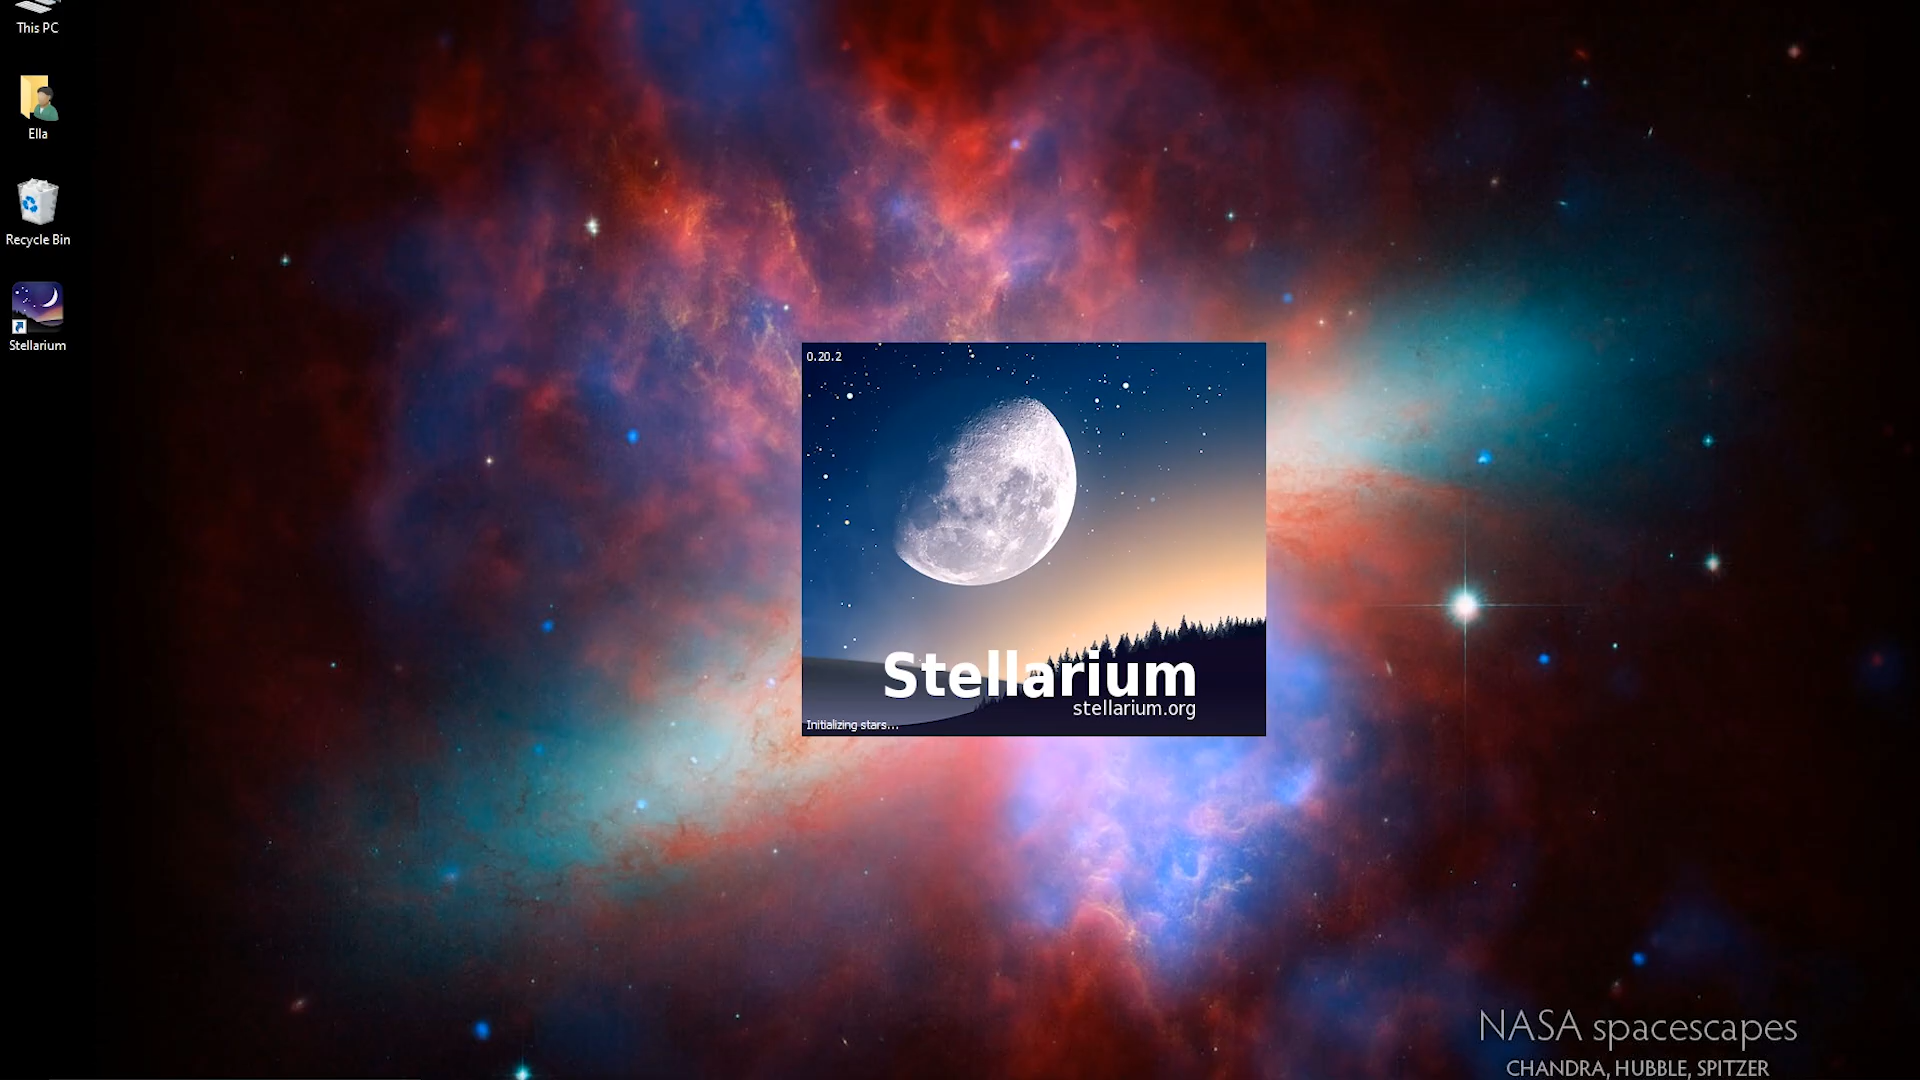 This PC
Ella
Recycle Bin
Stellarium
0.20.2
Stellarium
stellarium.org
Initializing stars...
NASA spacescapes
CHANDRA, HUBBLE, SPITZER